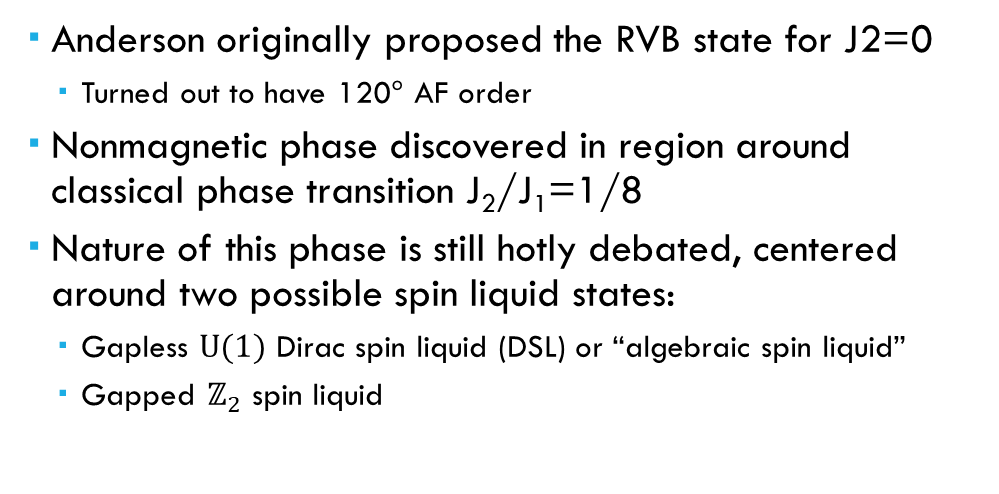 ▪ Anderson originally proposed the RVB state for J2=0
▪ Turned out to have 120° AF order
▪ Nonmagnetic phase discovered in region around
classical phase transition J₂/J₁=1/8
▪ Nature of this phase is still hotly debated, centered
around two possible spin liquid states:
▪ Gapless U(1) Dirac spin liquid (DSL) or “algebraic spin liquid”
▪ Gapped ℤ₂ spin liquid